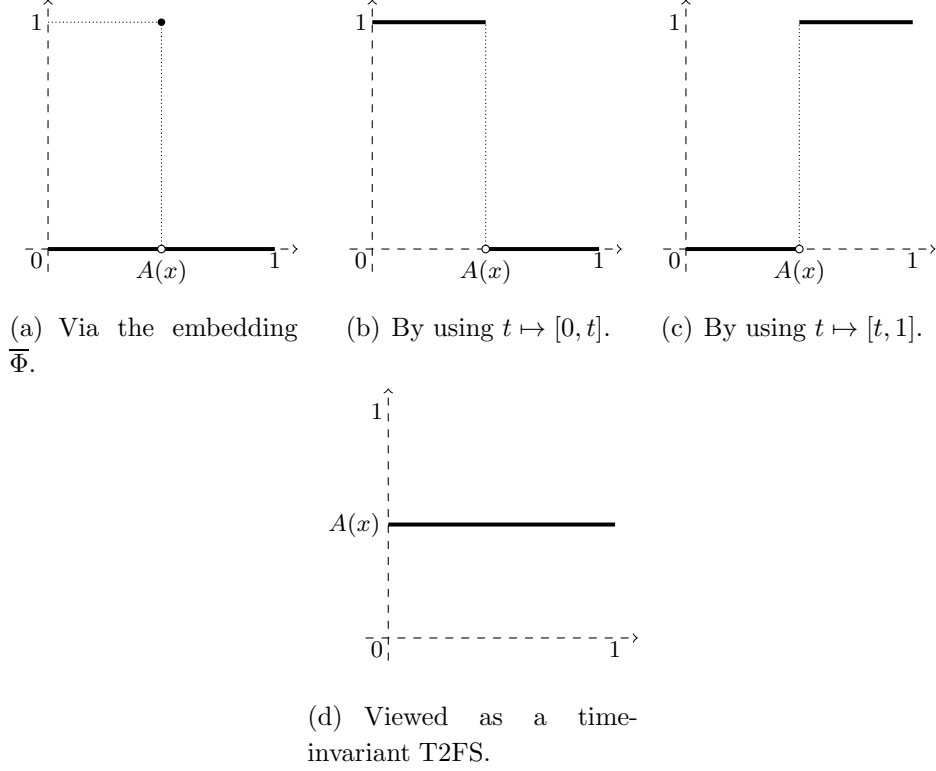 1
0
A(x)
1
1
0
A(x)
1
1
0
A(x)
1
(a) Via the embedding
Φ̅.
(b) By using t ↦ [0, t].
(c) By using t ↦ [t, 1].
1
A(x)
0
1
(d) Viewed as a time-
invariant T2FS.